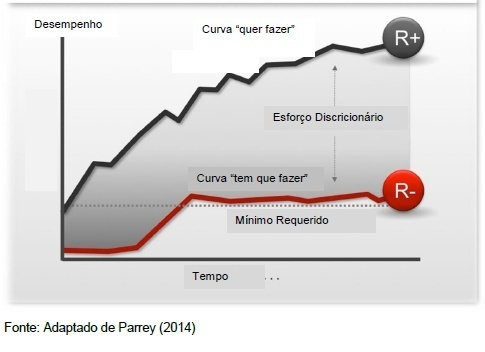 Desempenho
Curva “quer fazer”
R+
Esforço Discricionário
Curva “tem que fazer”
R-
Mínimo Requerido
Tempo ...
Fonte: Adaptado de Parrey (2014)